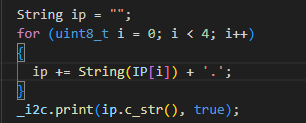 String ip = "";
for (uint8_t i = 0; i < 4; i++)
{
ip += String(IP[i]) + '.';
}
_i2c.print(ip.c_str(), true);